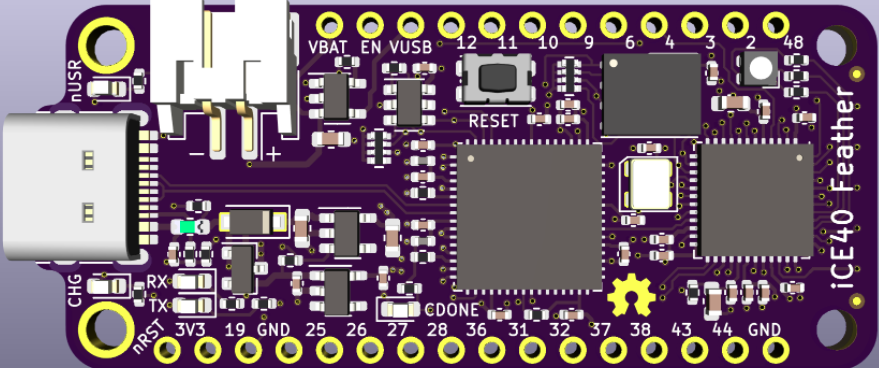 VBAT EN VUSB 12 11 10 9 6 4 3 2 48
nUSR
RESET
− +
iCE40 Feather
CHG
RX
TX
CDONE
nRST 3V3 19 GND 25 26 27 28 36 31 32 37 38 43 44 GND